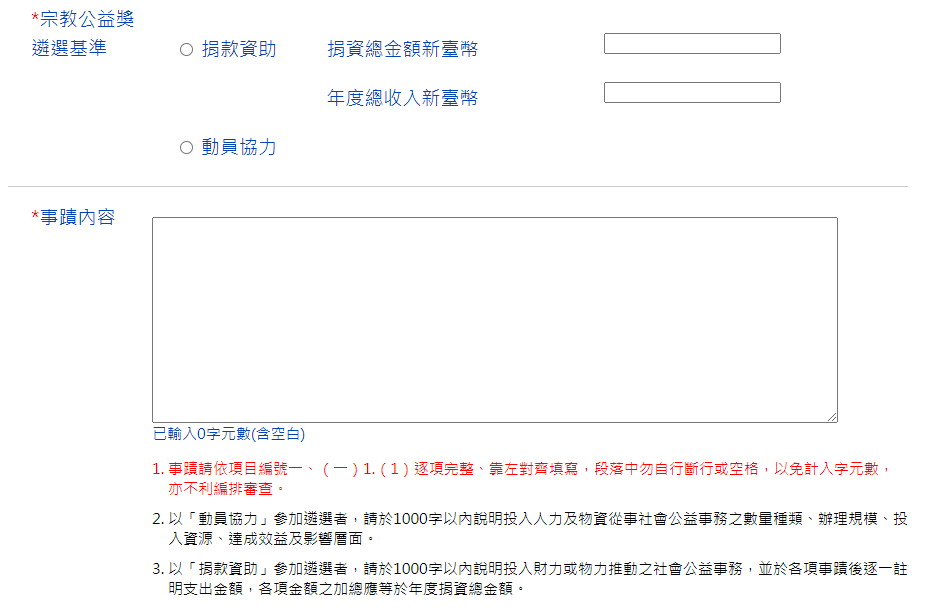 *宗教公益獎
遴選基準
捐款資助 捐資總金額新臺幣
年度總收入新臺幣
動員協力
*事蹟內容
已輸入0字元數(含空白)
1. 事蹟請依項目編號一、（一）1.（1）逐項完整、靠左對齊填寫，段落中勿自行斷行或空格，以免計入字元數，
亦不利編排審查。
2. 以「動員協力」參加遴選者，請於1000字以內說明投入人力及物資從事社會公益事務之數量種類、辦理規模、投
入資源、達成效益及影響層面。
3. 以「捐款資助」參加遴選者，請於1000字以內說明投入財力或物力推動之社會公益事務，並於各項事蹟後逐一註
明支出金額，各項金額之加總應等於年度捐資總金額。